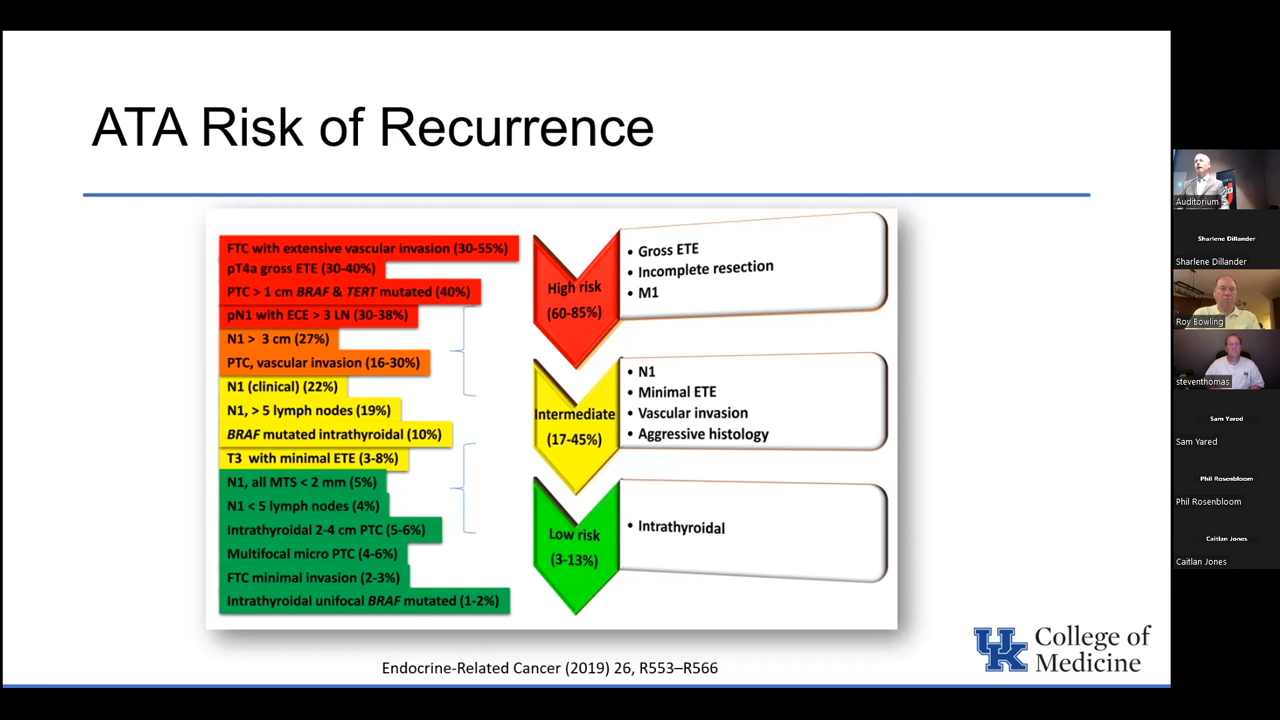 ATA Risk of Recurrence
FTC with extensive vascular invasion (30-55%)
pT4a gross ETE (30-40%)
PTC > 1 cm BRAF & TERT mutated (40%)
pN1 with ECE > 3 LN (30-38%)
N1 > 3 cm (27%)
PTC, vascular invasion (16-30%)
N1 (clinical) (22%)
N1, > 5 lymph nodes (19%)
BRAF mutated intrathyroidal (10%)
T3 with minimal ETE (3-8%)
N1, all MTS < 2 mm (5%)
N1 < 5 lymph nodes (4%)
Intrathyroidal 2-4 cm PTC (5-6%)
Multifocal micro PTC (4-6%)
FTC minimal invasion (2-3%)
Intrathyroidal unifocal BRAF mutated (1-2%)
High risk
(60-85%)
• Gross ETE
• Incomplete resection
• M1
Intermediate
(17-45%)
• N1
• Minimal ETE
• Vascular invasion
• Aggressive histology
Low risk
(3-13%)
• Intrathyroidal
Endocrine-Related Cancer (2019) 26, R553–R566
UK
College of
Medicine
Auditorium
Sharlene Dillander
Sharlene Dillander
Roy Bowling
steventhomas
Sam Yared
Sam Yared
Phil Rosenbloom
Phil Rosenbloom
Caitlan Jones
Caitlan Jones